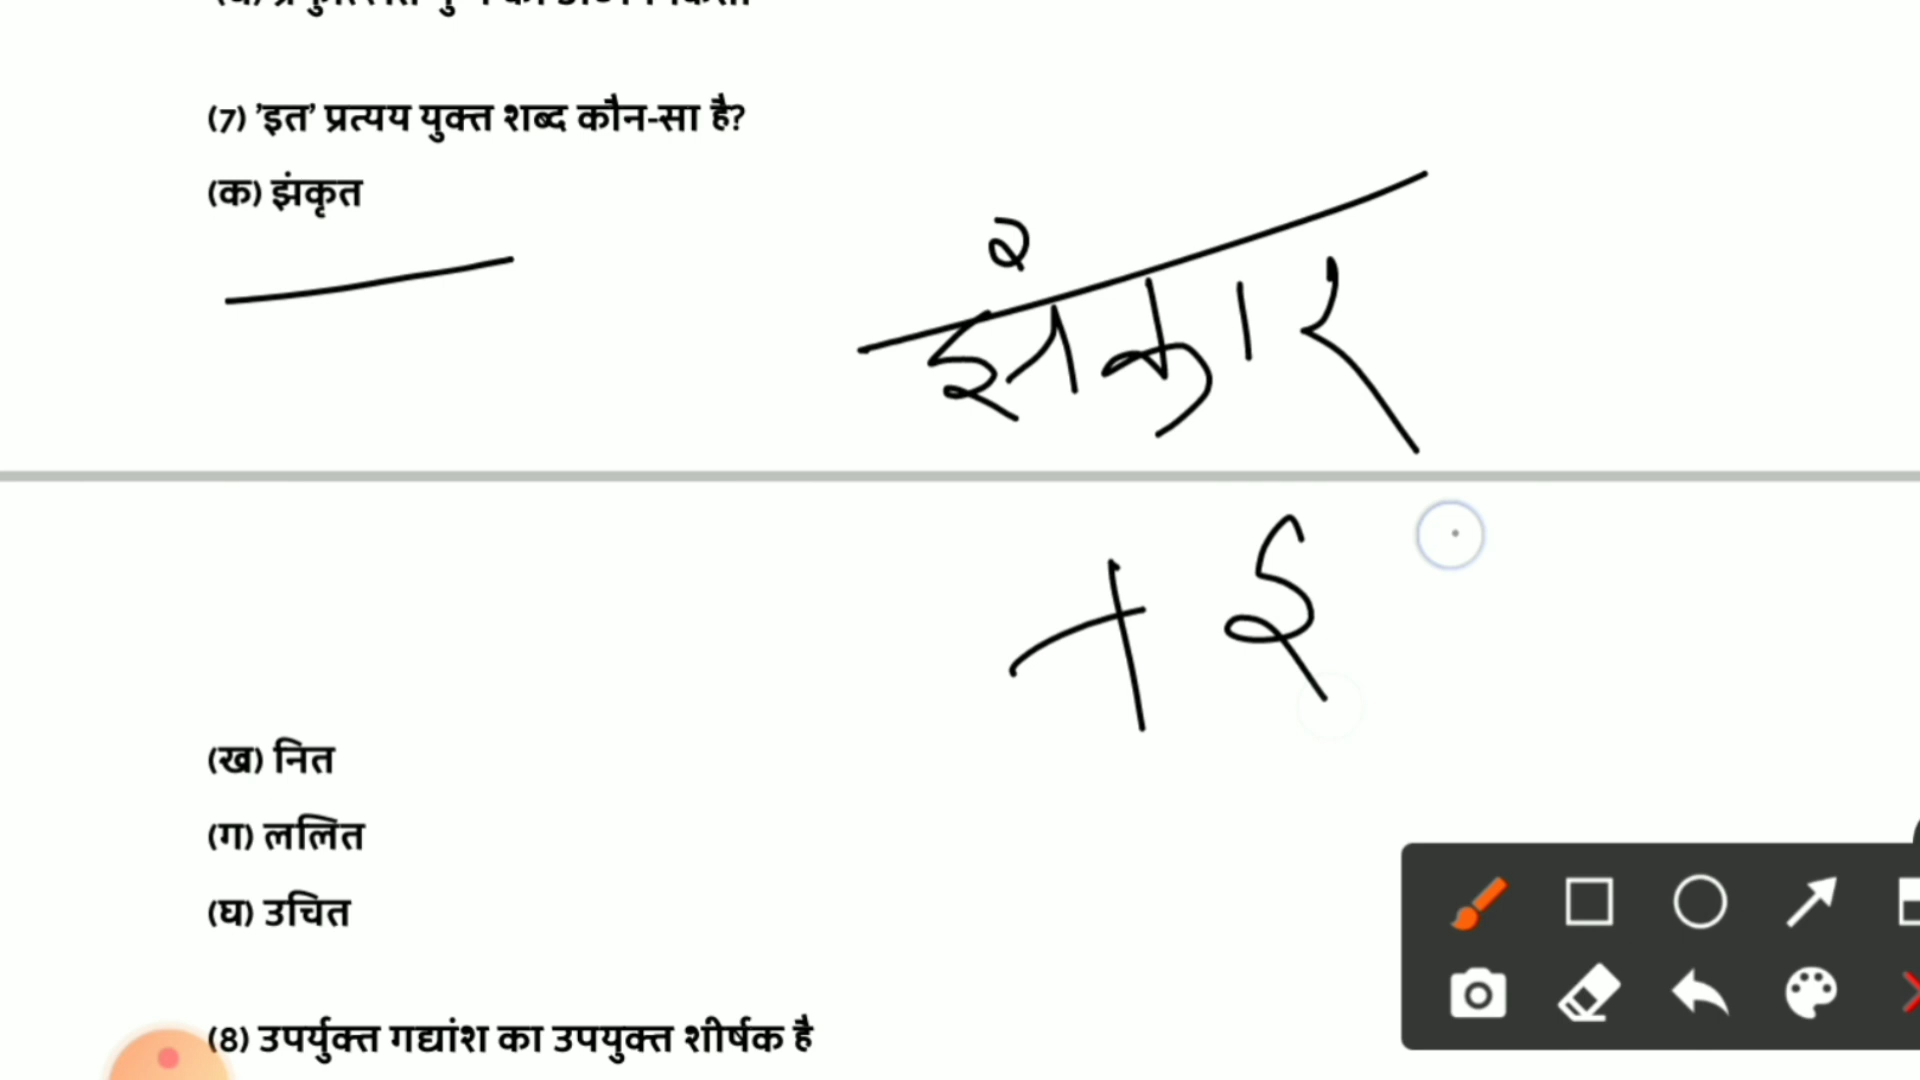 (7) ’इत’ प्रत्यय युक्त शब्द कौन-सा है?
(क) झंकृत
झंकार
+ इ
(ख) नित
(ग) ललित
(घ) उचित
(8) उपर्युक्त गद्यांश का उपयुक्त शीर्षक है